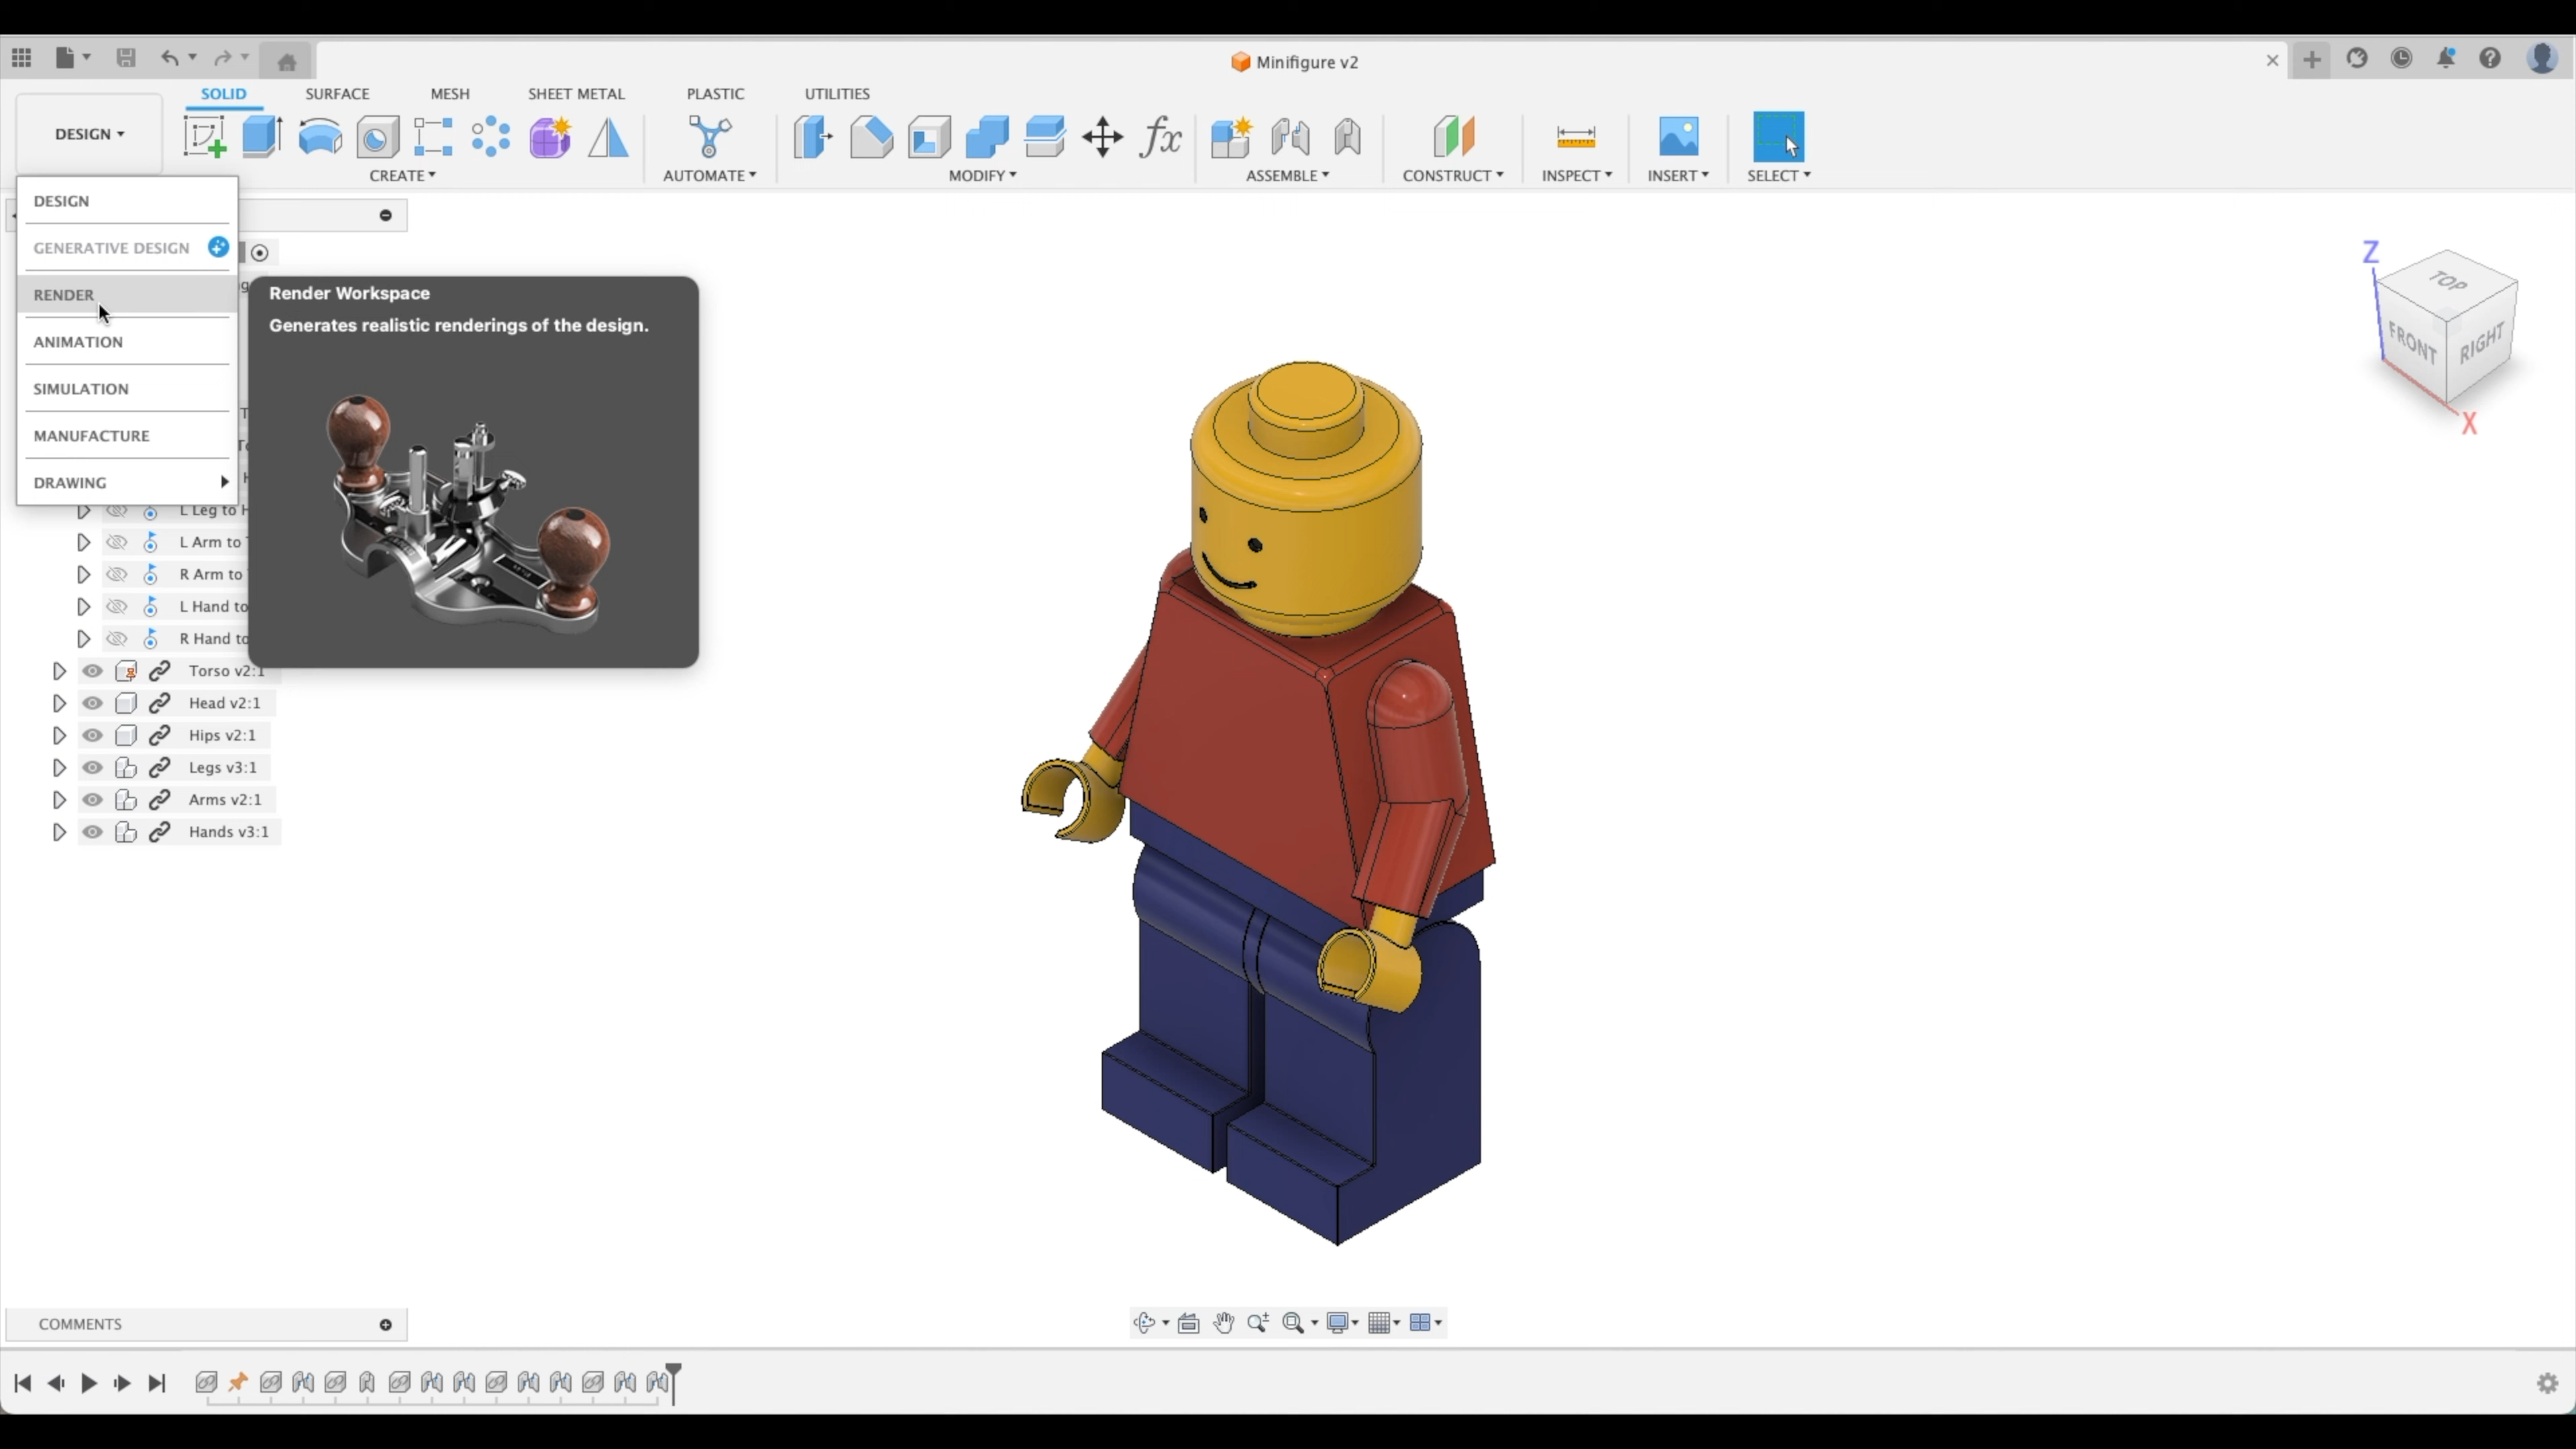 Minifigure v2
SOLID SURFACE MESH SHEET METAL PLASTIC UTILITIES
DESIGN
CREATE AUTOMATE MODIFY ASSEMBLE CONSTRUCT INSPECT INSERT SELECT
fx
DESIGN
GENERATIVE DESIGN
RENDER
ANIMATION
SIMULATION
MANUFACTURE
DRAWING
Render Workspace
Generates realistic renderings of the design.
L Leg to H
L Arm to
R Arm to
L Hand to
R Hand to
Torso v2:1
Head v2:1
Hips v2:1
Legs v3:1
Arms v2:1
Hands v3:1
Z
TOP
FRONT RIGHT
X
COMMENTS